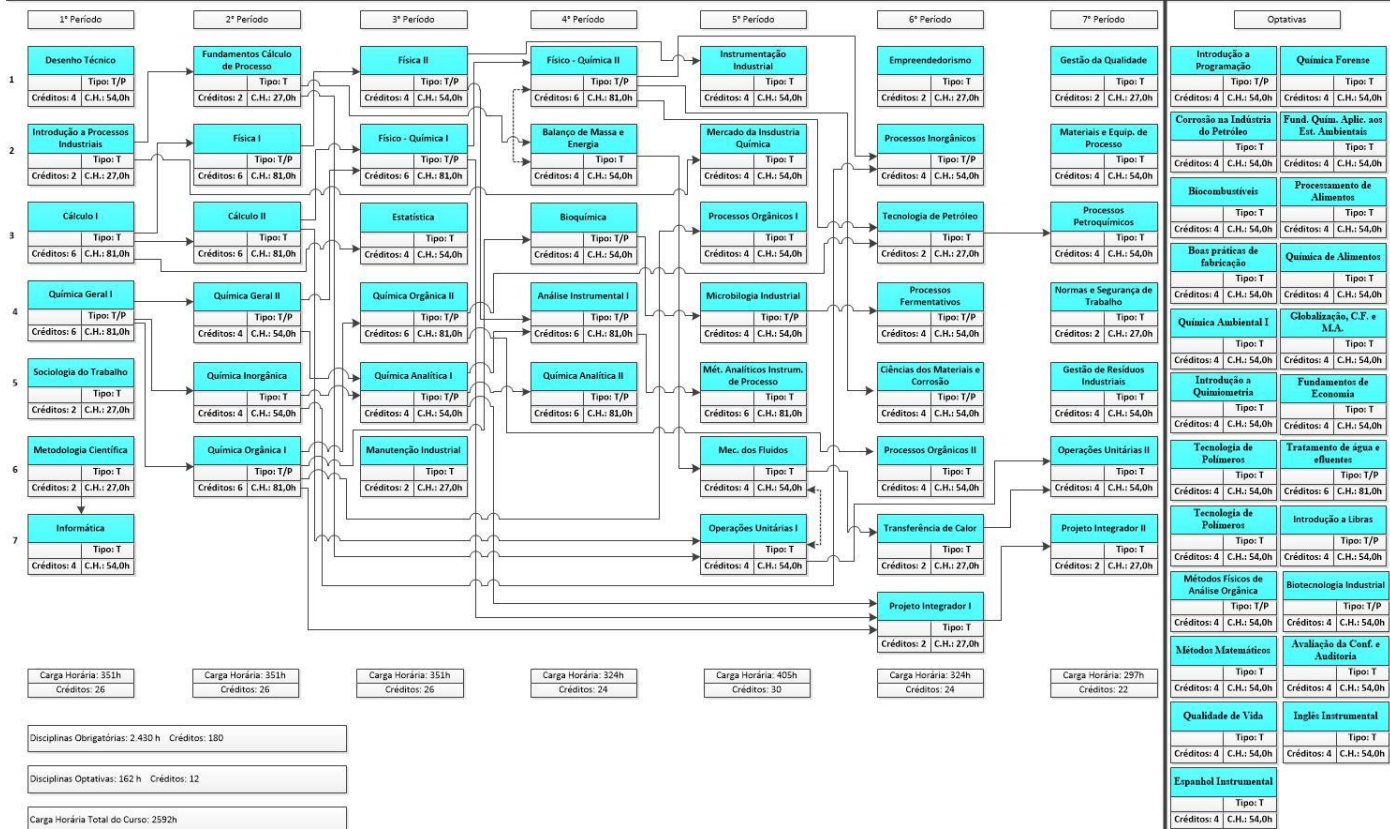 1° Período
2° Período
3° Período
4° Período
5° Período
6° Período
7° Período
Optativas
1
Desenho Técnico
Tipo: T/P
Créditos: 4 C.H.: 54,0h
Fundamentos Cálculo
de Processo
Tipo: T
Créditos: 2 C.H.: 27,0h
Física II
Tipo: T/P
Créditos: 4 C.H.: 54,0h
Físico - Química II
Tipo: T/P
Créditos: 6 C.H.: 81,0h
Instrumentação
Industrial
Tipo: T
Créditos: 4 C.H.: 54,0h
Empreendedorismo
Tipo: T
Créditos: 2 C.H.: 27,0h
Gestão da Qualidade
Tipo: T
Créditos: 2 C.H.: 27,0h
2
Introdução a Processos
Industriais
Tipo: T
Créditos: 2 C.H.: 27,0h
Física I
Tipo: T/P
Créditos: 6 C.H.: 81,0h
Físico - Química I
Tipo: T/P
Créditos: 6 C.H.: 81,0h
Balanço de Massa e
Energia
Tipo: T
Créditos: 4 C.H.: 54,0h
Mercado da Insdustria
Química
Tipo: T
Créditos: 4 C.H.: 54,0h
Processos Inorgânicos
Tipo: T/P
Créditos: 4 C.H.: 54,0h
Materiais e Equip. de
Processo
Tipo: T
Créditos: 4 C.H.: 54,0h
3
Cálculo I
Tipo: T
Créditos: 6 C.H.: 81,0h
Cálculo II
Tipo: T
Créditos: 6 C.H.: 81,0h
Estatística
Tipo: T
Créditos: 4 C.H.: 54,0h
Bioquímica
Tipo: T/P
Créditos: 4 C.H.: 54,0h
Processos Orgânicos I
Tipo: T
Créditos: 4 C.H.: 54,0h
Tecnologia de Petróleo
Tipo: T
Créditos: 2 C.H.: 27,0h
Processos
Petroquímicos
Tipo: T
Créditos: 4 C.H.: 54,0h
4
Química Geral I
Tipo: T/P
Créditos: 6 C.H.: 81,0h
Química Geral II
Tipo: T/P
Créditos: 4 C.H.: 54,0h
Química Orgânica II
Tipo: T/P
Créditos: 6 C.H.: 81,0h
Análise Instrumental I
Tipo: T/P
Créditos: 6 C.H.: 81,0h
Microbilogia Industrial
Tipo: T/P
Créditos: 4 C.H.: 54,0h
Processos
Fermentativos
Tipo: T/P
Créditos: 4 C.H.: 54,0h
Normas e Segurança de
Trabalho
Tipo: T
Créditos: 2 C.H.: 27,0h
5
Sociologia do Trabalho
Tipo: T
Créditos: 2 C.H.: 27,0h
Química Inorgânica
Tipo: T
Créditos: 4 C.H.: 54,0h
Química Analítica I
Tipo: T/P
Créditos: 4 C.H.: 54,0h
Química Analítica II
Tipo: T/P
Créditos: 6 C.H.: 81,0h
Mét. Analíticos Instrum.
de Processo
Tipo: T
Créditos: 6 C.H.: 81,0h
Ciências dos Materiais e
Corrosão
Tipo: T/P
Créditos: 4 C.H.: 54,0h
Gestão de Resíduos
Industriais
Tipo: T
Créditos: 4 C.H.: 54,0h
6
Metodologia Científica
Tipo: T
Créditos: 2 C.H.: 27,0h
Química Orgânica I
Tipo: T/P
Créditos: 6 C.H.: 81,0h
Manutenção Industrial
Tipo: T
Créditos: 2 C.H.: 27,0h
Mec. dos Fluidos
Tipo: T
Créditos: 4 C.H.: 54,0h
Processos Orgânicos II
Tipo: T
Créditos: 4 C.H.: 54,0h
Operações Unitárias II
Tipo: T
Créditos: 4 C.H.: 54,0h
7
Informática
Tipo: T
Créditos: 4 C.H.: 54,0h
Operações Unitárias I
Tipo: T
Créditos: 4 C.H.: 54,0h
Transferência de Calor
Tipo: T
Créditos: 2 C.H.: 27,0h
Projeto Integrador II
Tipo: T
Créditos: 2 C.H.: 27,0h
Projeto Integrador I
Tipo: T
Créditos: 2 C.H.: 27,0h
Carga Horária: 351h
Créditos: 26
Carga Horária: 351h
Créditos: 26
Carga Horária: 351h
Créditos: 26
Carga Horária: 324h
Créditos: 24
Carga Horária: 405h
Créditos: 30
Carga Horária: 324h
Créditos: 24
Carga Horária: 297h
Créditos: 22
Disciplinas Obrigatórias: 2.430 h Créditos: 180
Disciplinas Optativas: 162 h Créditos: 12
Carga Horária Total do Curso: 2592h
Introdução a
Programação
Tipo: T/P
Créditos: 4 C.H.: 54,0h
Química Forense
Tipo: T
Créditos: 4 C.H.: 54,0h
Corrosão na Indústria
do Petróleo
Tipo: T
Créditos: 4 C.H.: 54,0h
Fund. Quím. Aplic. aos
Est. Ambientais
Tipo: T
Créditos: 4 C.H.: 54,0h
Biocombustíveis
Tipo: T
Créditos: 4 C.H.: 54,0h
Processamento de
Alimentos
Tipo: T
Créditos: 4 C.H.: 54,0h
Boas práticas de
fabricação
Tipo: T
Créditos: 4 C.H.: 54,0h
Química de Alimentos
Tipo: T
Créditos: 4 C.H.: 54,0h
Química Ambiental I
Tipo: T
Créditos: 4 C.H.: 54,0h
Globalização, C.F. e
M.A.
Tipo: T
Créditos: 4 C.H.: 54,0h
Introdução a
Quimiometria
Tipo: T
Créditos: 4 C.H.: 54,0h
Fundamentos de
Economia
Tipo: T
Créditos: 4 C.H.: 54,0h
Tecnologia de
Polímeros
Tipo: T
Créditos: 4 C.H.: 54,0h
Tratamento de água e
efluentes
Tipo: T/P
Créditos: 6 C.H.: 81,0h
Tecnologia de
Polímeros
Tipo: T
Créditos: 4 C.H.: 54,0h
Introdução a Libras
Tipo: T/P
Créditos: 4 C.H.: 54,0h
Métodos Físicos de
Análise Orgânica
Tipo: T/P
Créditos: 4 C.H.: 54,0h
Biotecnologia Industrial
Tipo: T/P
Créditos: 4 C.H.: 54,0h
Métodos Matemáticos
Tipo: T
Créditos: 4 C.H.: 54,0h
Avaliação da Conf. e
Auditoria
Tipo: T
Créditos: 4 C.H.: 54,0h
Qualidade de Vida
Tipo: T
Créditos: 4 C.H.: 54,0h
Inglês Instrumental
Tipo: T
Créditos: 4 C.H.: 54,0h
Espanhol Instrumental
Tipo: T
Créditos: 4 C.H.: 54,0h